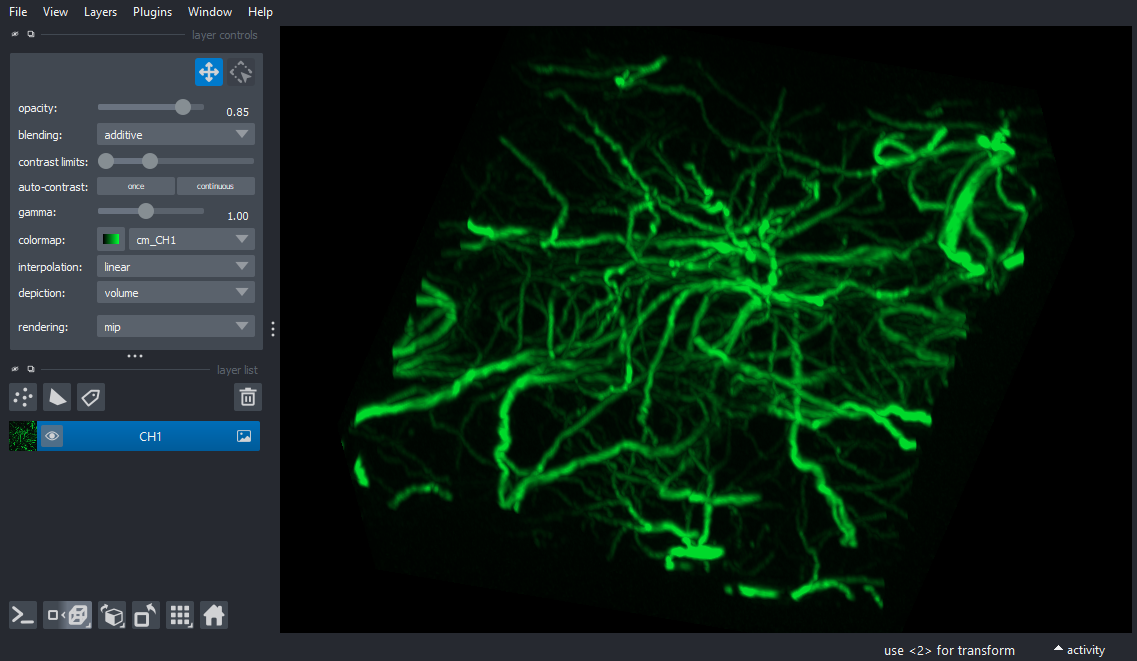 File View Layers Plugins Window Help
layer controls
opacity: 0.85
blending: additive
contrast limits:
auto-contrast: once continuous
gamma: 1.00
colormap: cm_CH1
interpolation: linear
depiction: volume
rendering: mip
layer list
CH1
use <2> for transform activity